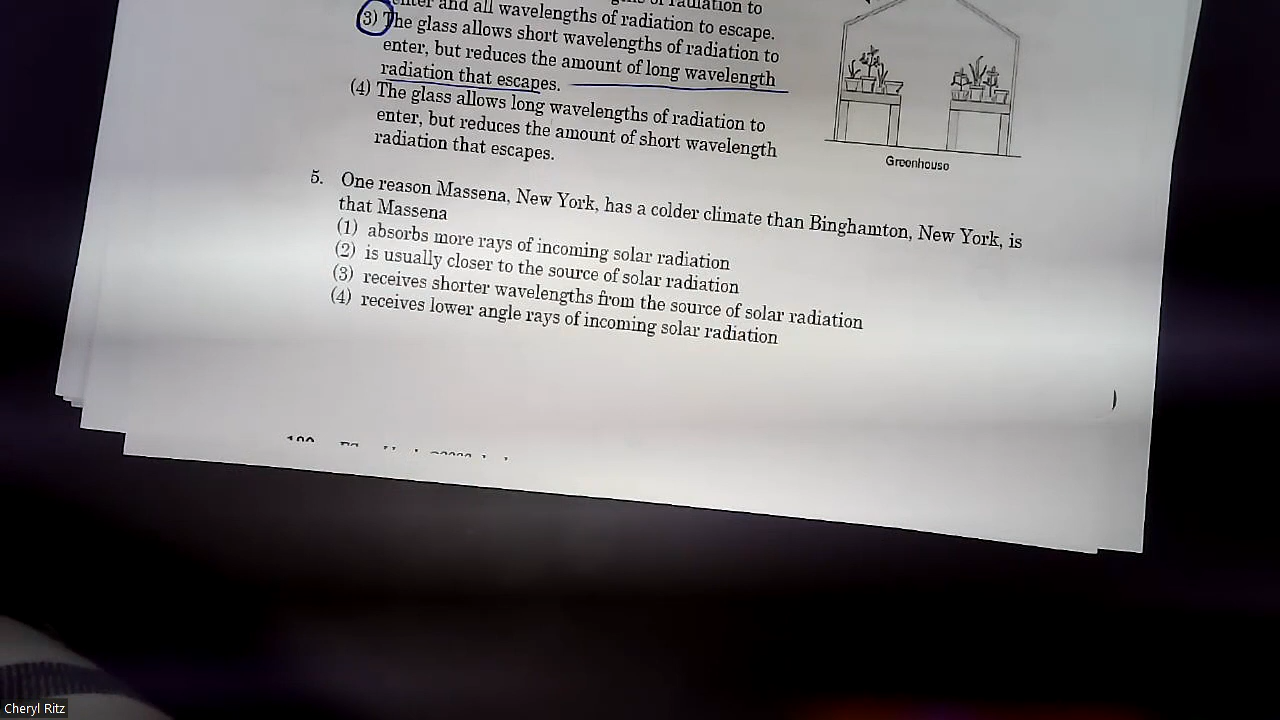 enter and all wavelengths of radiation to escape.
(3) The glass allows short wavelengths of radiation to
enter, but reduces the amount of long wavelength
radiation that escapes.
(4) The glass allows long wavelengths of radiation to
enter, but reduces the amount of short wavelength
radiation that escapes.
Greenhouse
5. One reason Massena, New York, has a colder climate than Binghamton, New York, is
that Massena
(1) absorbs more rays of incoming solar radiation
(2) is usually closer to the source of solar radiation
(3) receives shorter wavelengths from the source of solar radiation
(4) receives lower angle rays of incoming solar radiation
Cheryl Ritz